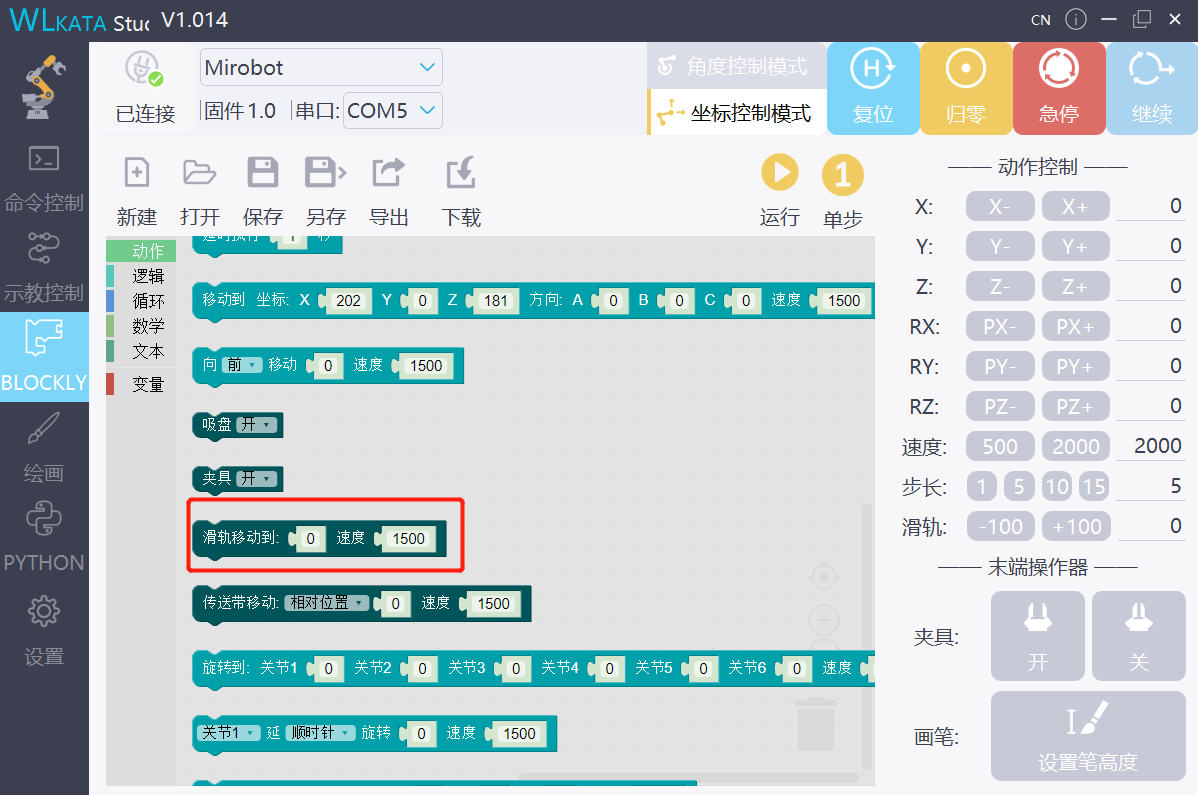 WLKATA Stuc V1.014
CN
已连接
Mirobot
固件 1.0
串口: COM5
角度控制模式
坐标控制模式
H
复位
归零
急停
继续
命令控制
示教控制
BLOCKLY
绘画
PYTHON
设置
新建 打开 保存 另存 导出 下载
运行
1
单步
动作
逻辑
循环
数学
文本
变量
延时执行 1 秒
移动到 坐标: X 202 Y 0 Z 181 方向: A 0 B 0 C 0 速度 1500
向 前 移动 0 速度 1500
吸盘 开
夹具 开
滑轨移动到: 0 速度 1500
传送带移动: 相对位置 0 速度 1500
旋转到: 关节1 0 关节2 0 关节3 0 关节4 0 关节5 0 关节6 0 速度
关节1 延 顺时针 旋转 0 速度 1500
动作控制
X: X- X+ 0
Y: Y- Y+ 0
Z: Z- Z+ 0
RX: PX- PX+ 0
RY: PY- PY+ 0
RZ: PZ- PZ+ 0
速度: 500 2000 2000
步长: 1 5 10 15 5
滑轨: -100 +100 0
末端操作器
夹具: 开 关
画笔: 设置笔高度